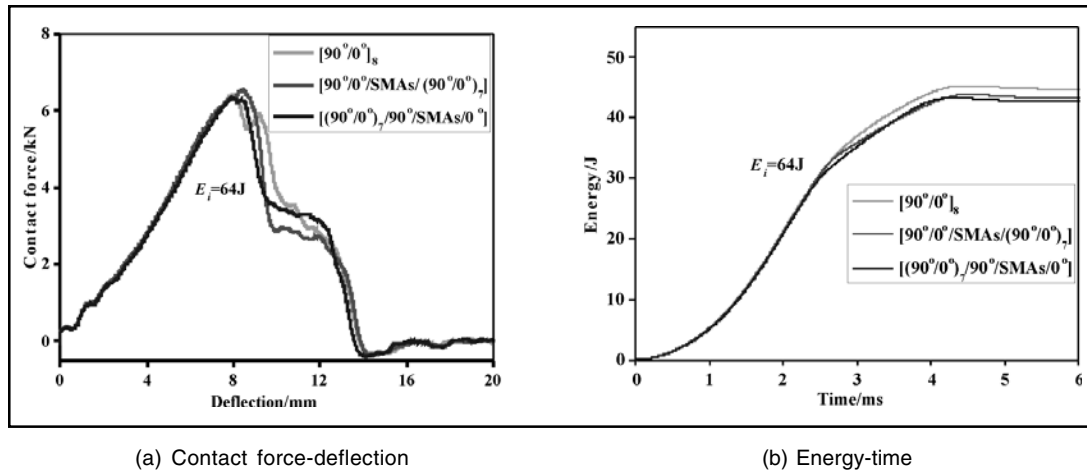 8
6
4
2
0
Contact force/kN
[90°/0°]8
[90°/0°/SMAs/ (90°/0°)7]
[(90°/0°)7/90°/SMAs/0°]
Ei=64J
0 4 8 12 16 20
Deflection/mm
50
40
30
20
10
0
Energy/J
Ei=64J
[90°/0°]8
[90°/0°/SMAs/(90°/0°)7]
[(90°/0°)7/90°/SMAs/0°]
0 1 2 3 4 5 6
Time/ms
(a) Contact force-deflection
(b) Energy-time